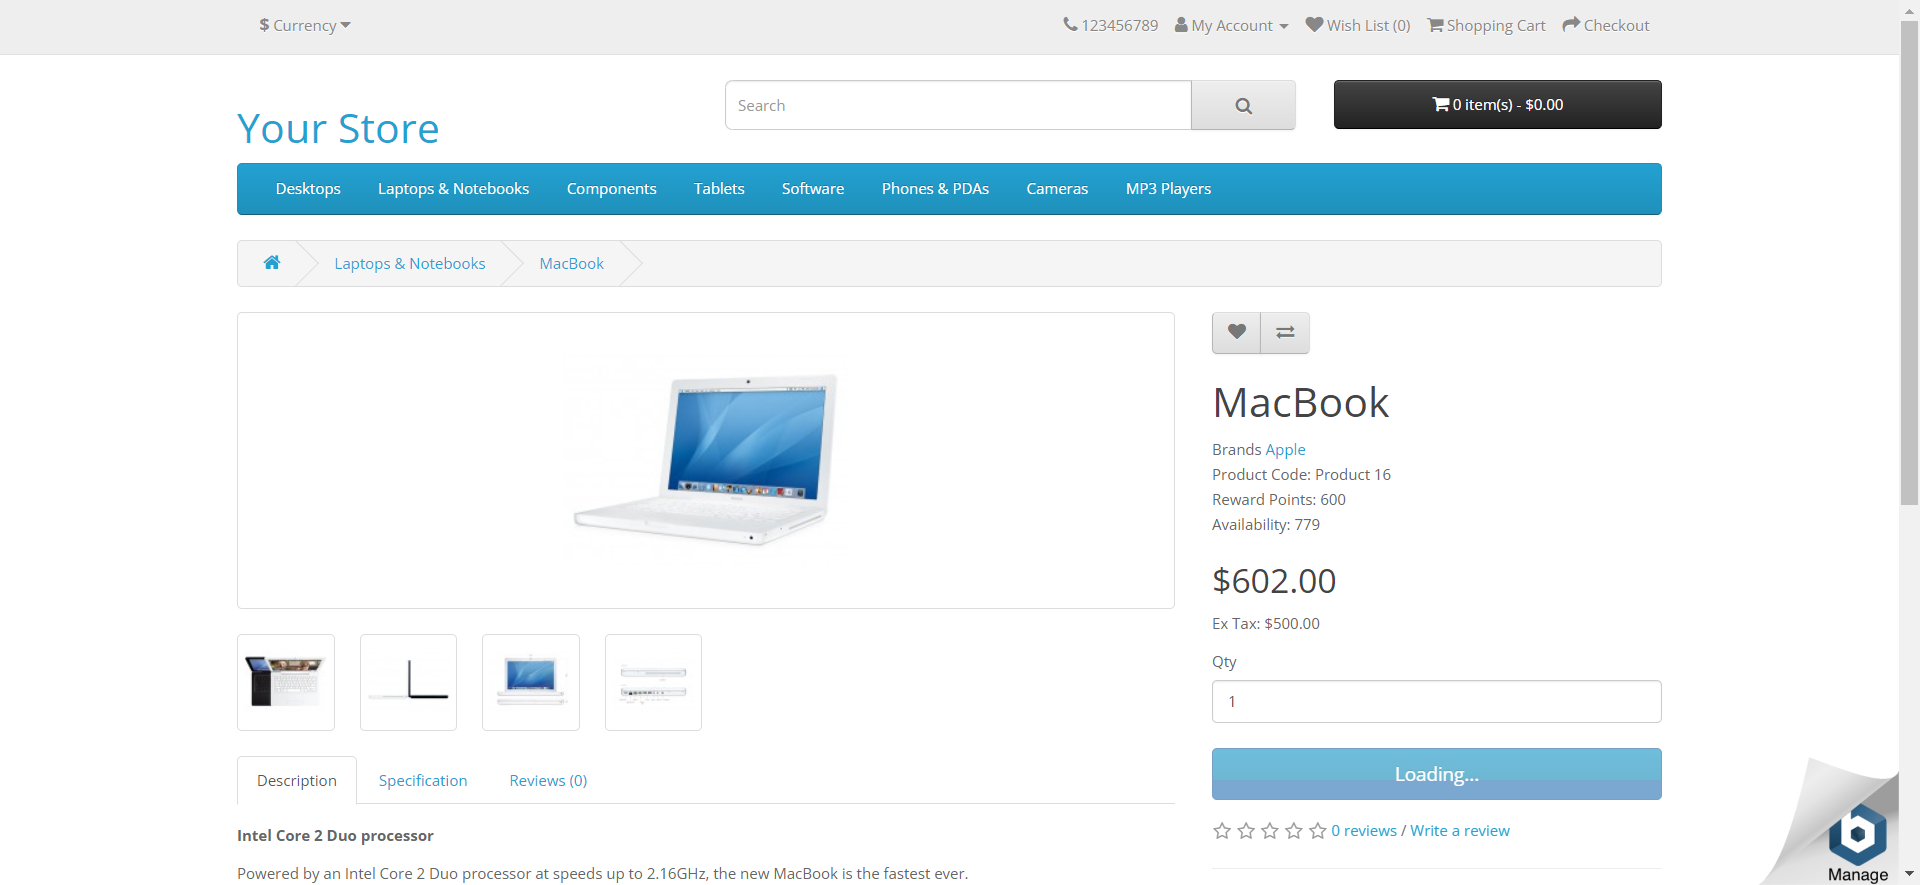 $ Currency
123456789 My Account Wish List (0) Shopping Cart Checkout
Your Store
Search
0 item(s) - $0.00
Desktops Laptops & Notebooks Components Tablets Software Phones & PDAs Cameras MP3 Players
Laptops & Notebooks MacBook
MacBook
Brands Apple
Product Code: Product 16
Reward Points: 600
Availability: 779
$602.00
Ex Tax: $500.00
Qty
1
Loading...
0 reviews / Write a review
Description Specification Reviews (0)
Intel Core 2 Duo processor
Powered by an Intel Core 2 Duo processor at speeds up to 2.16GHz, the new MacBook is the fastest ever.
Manage